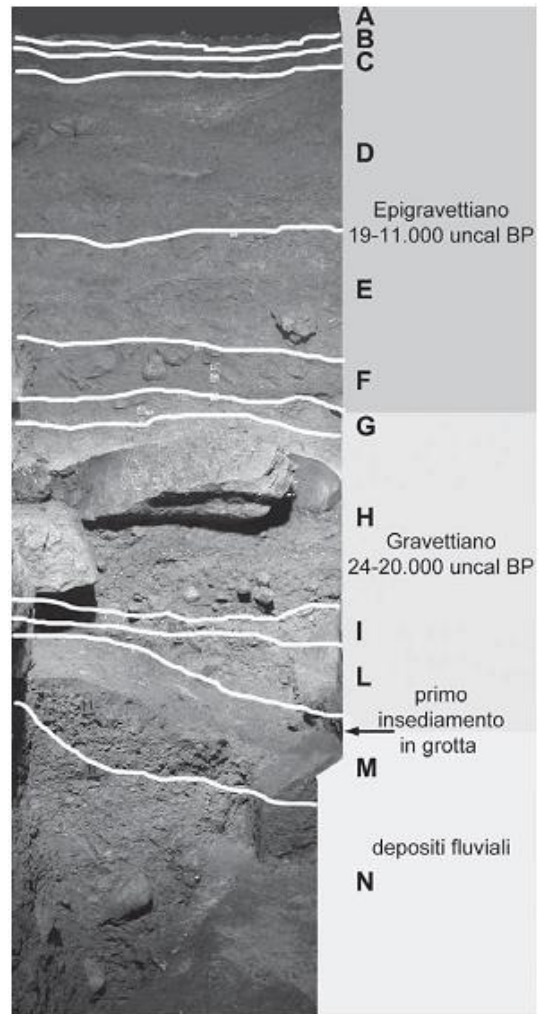 A
B
C
D
Epigravettiano
19-11.000 uncal BP
E
F
G
H
Gravettiano
24-20.000 uncal BP
I
L
primo
insediamento
in grotta
M
depositi fluviali
N